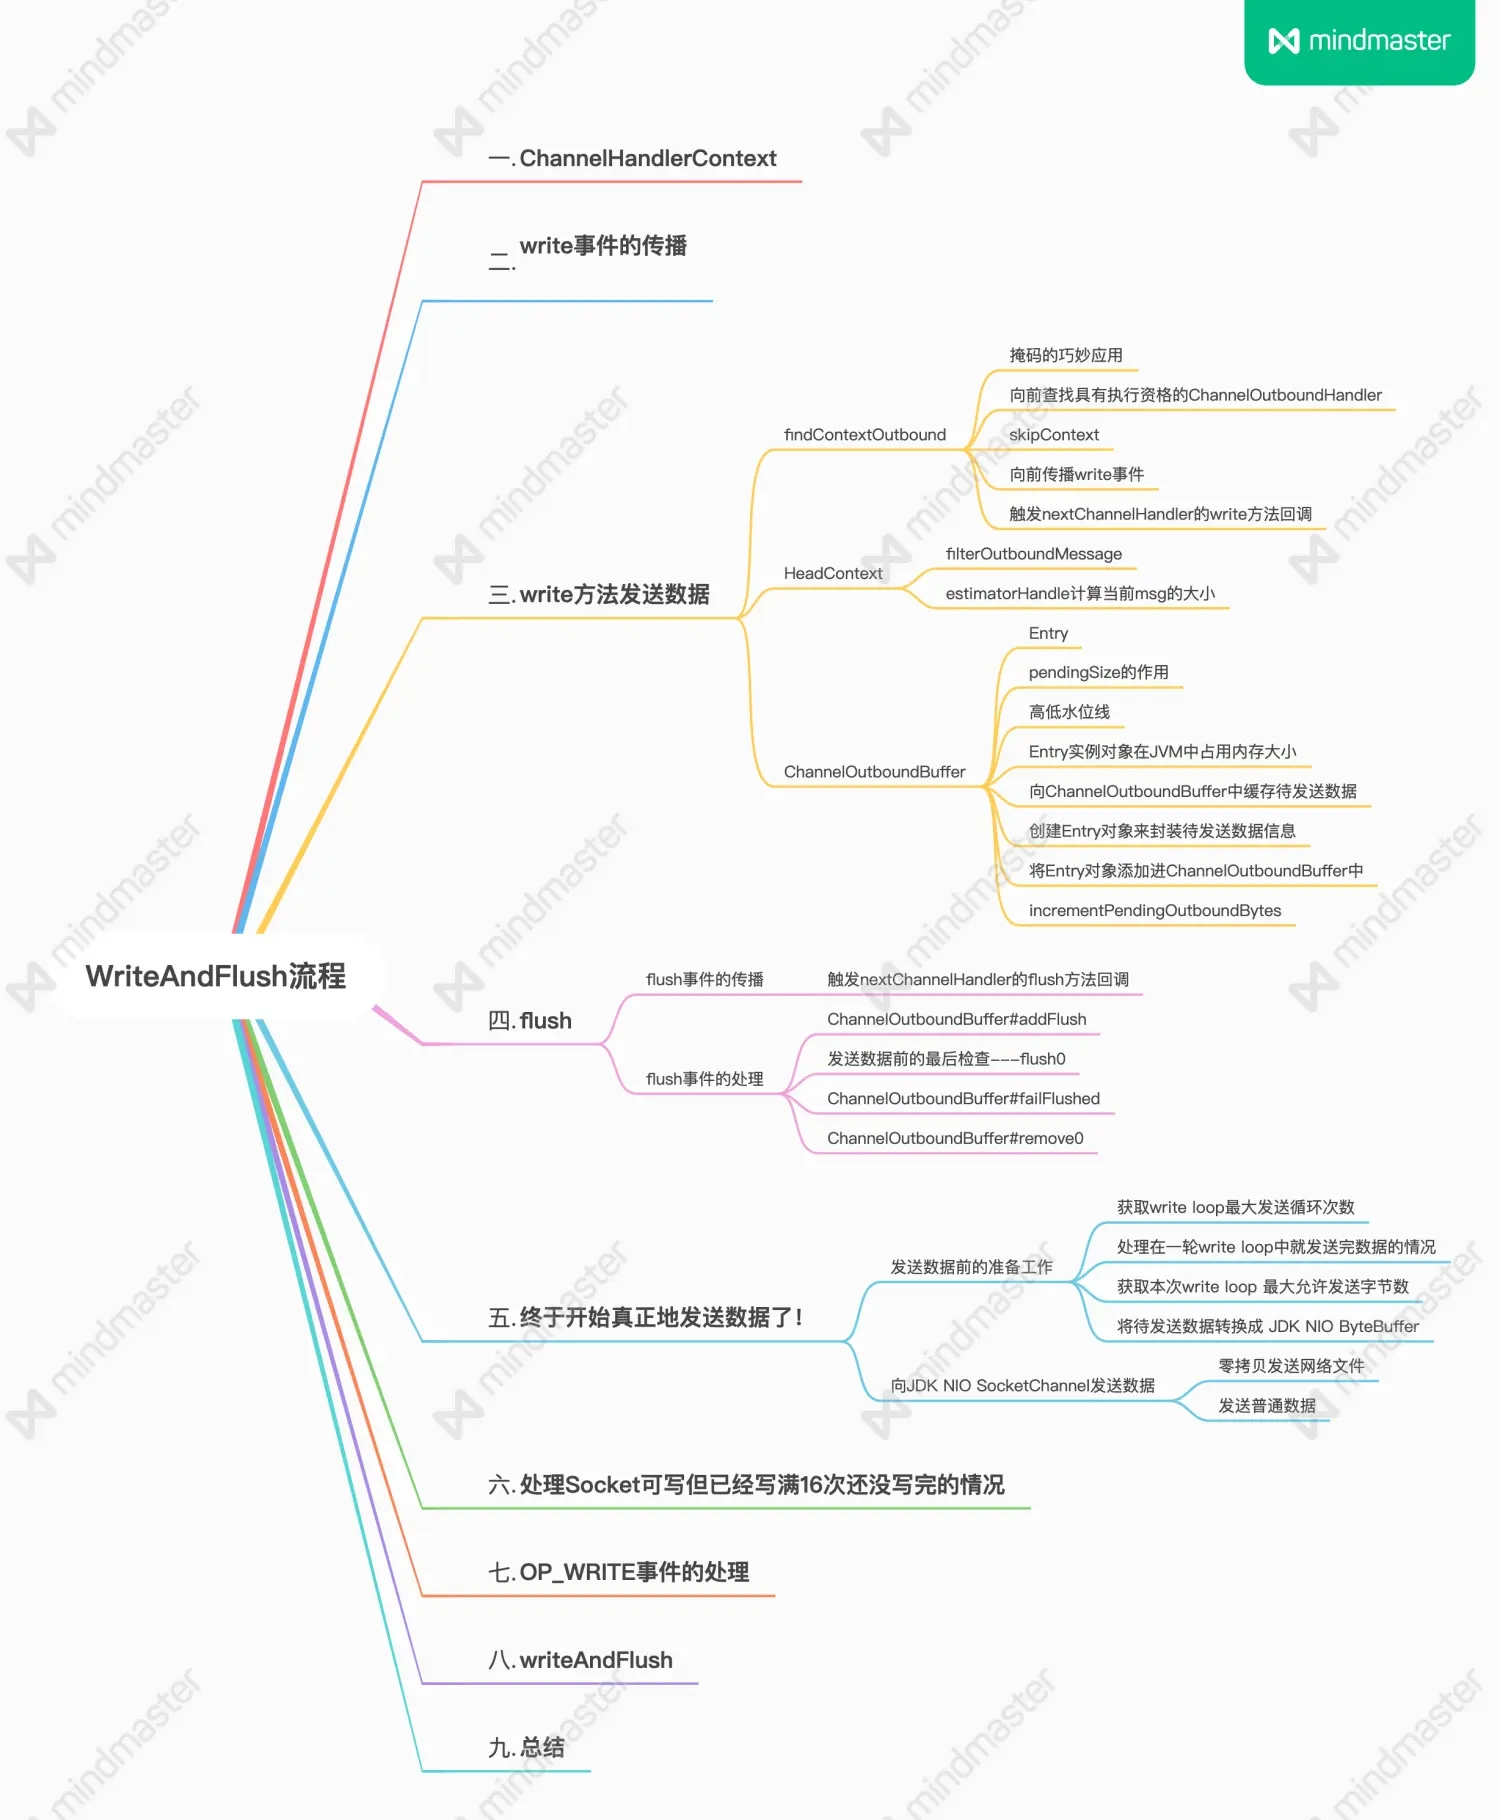 mindmaster
一. ChannelHandlerContext
二. write事件的传播
三. write方法发送数据
findContextOutbound
掩码的巧妙应用
向前查找具有执行资格的ChannelOutboundHandler
skipContext
向前传播write事件
触发nextChannelHandler的write方法回调
HeadContext
filterOutboundMessage
estimatorHandle计算当前msg的大小
ChannelOutboundBuffer
Entry
pendingSize的作用
高低水位线
Entry实例对象在JVM中占用内存大小
向ChannelOutboundBuffer中缓存待发送数据
创建Entry对象来封装待发送数据信息
将Entry对象添加进ChannelOutboundBuffer中
incrementPendingOutboundBytes
WriteAndFlush流程
四. flush
flush事件的传播
触发nextChannelHandler的flush方法回调
flush事件的处理
ChannelOutboundBuffer#addFlush
发送数据前的最后检查---flush0
ChannelOutboundBuffer#failFlushed
ChannelOutboundBuffer#remove0
五. 终于开始真正地发送数据了！
发送数据前的准备工作
获取write loop最大发送循环次数
处理在一轮write loop中就发送完数据的情况
获取本次write loop 最大允许发送字节数
将待发送数据转换成 JDK NIO ByteBuffer
向JDK NIO SocketChannel发送数据
零拷贝发送网络文件
发送普通数据
六. 处理Socket可写但已经写满16次还没写完的情况
七. OP_WRITE事件的处理
八. writeAndFlush
九. 总结